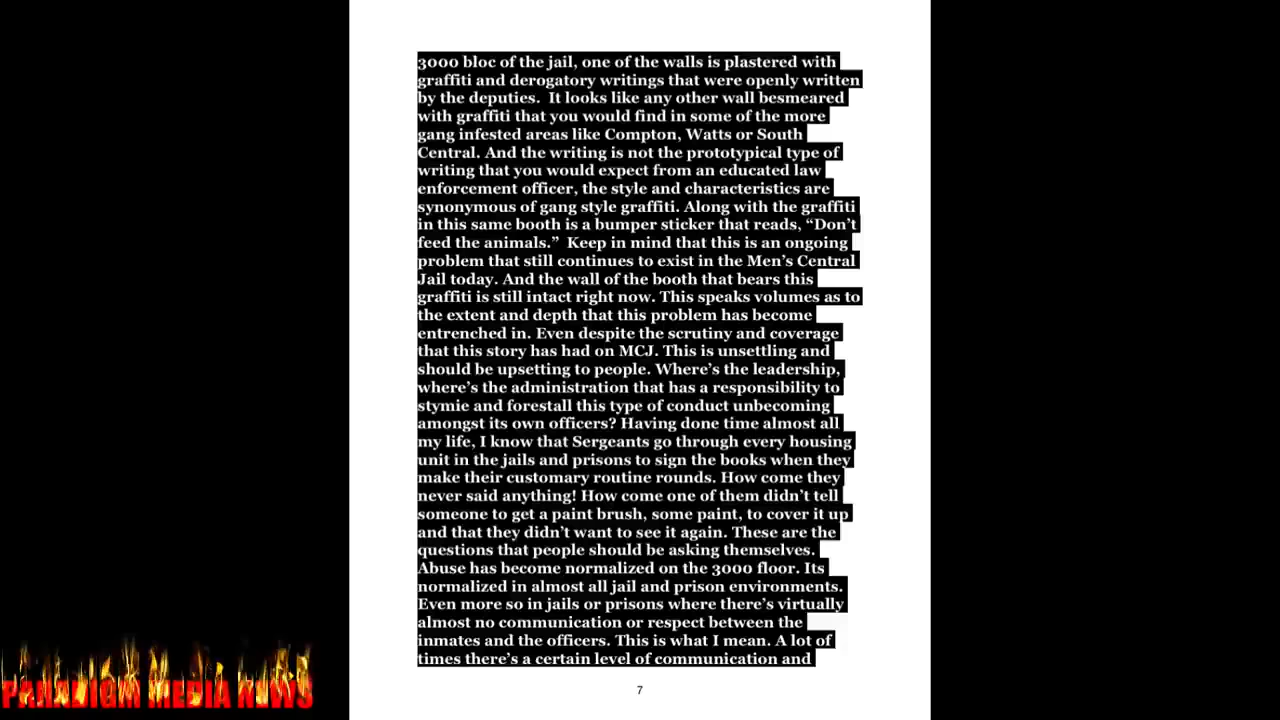 3000 bloc of the jail, one of the walls is plastered with
graffiti and derogatory writings that were openly written
by the deputies.  It looks like any other wall besmeared
with graffiti that you would find in some of the more
gang infested areas like Compton, Watts or South
Central. And the writing is not the prototypical type of
writing that you would expect from an educated law
enforcement officer, the style and characteristics are
synonymous of gang style graffiti. Along with the graffiti
in this same booth is a bumper sticker that reads, “Don’t
feed the animals.”  Keep in mind that this is an ongoing
problem that still continues to exist in the Men’s Central
Jail today. And the wall of the booth that bears this
graffiti is still intact right now. This speaks volumes as to
the extent and depth that this problem has become
entrenched in. Even despite the scrutiny and coverage
that this story has had on MCJ. This is unsettling and
should be upsetting to people. Where’s the leadership,
where’s the administration that has a responsibility to
stymie and forestall this type of conduct unbecoming
amongst its own officers? Having done time almost all
my life, I know that Sergeants go through every housing
unit in the jails and prisons to sign the books when they
make their customary routine rounds. How come they
never said anything! How come one of them didn’t tell
someone to get a paint brush, some paint, to cover it up
and that they didn’t want to see it again. These are the
questions that people should be asking themselves.
Abuse has become normalized on the 3000 floor. Its
normalized in almost all jail and prison environments.
Even more so in jails or prisons where there’s virtually
almost no communication or respect between the
inmates and the officers. This is what I mean. A lot of
times there’s a certain level of communication and
7
PARADIGM MEDIA NEWS